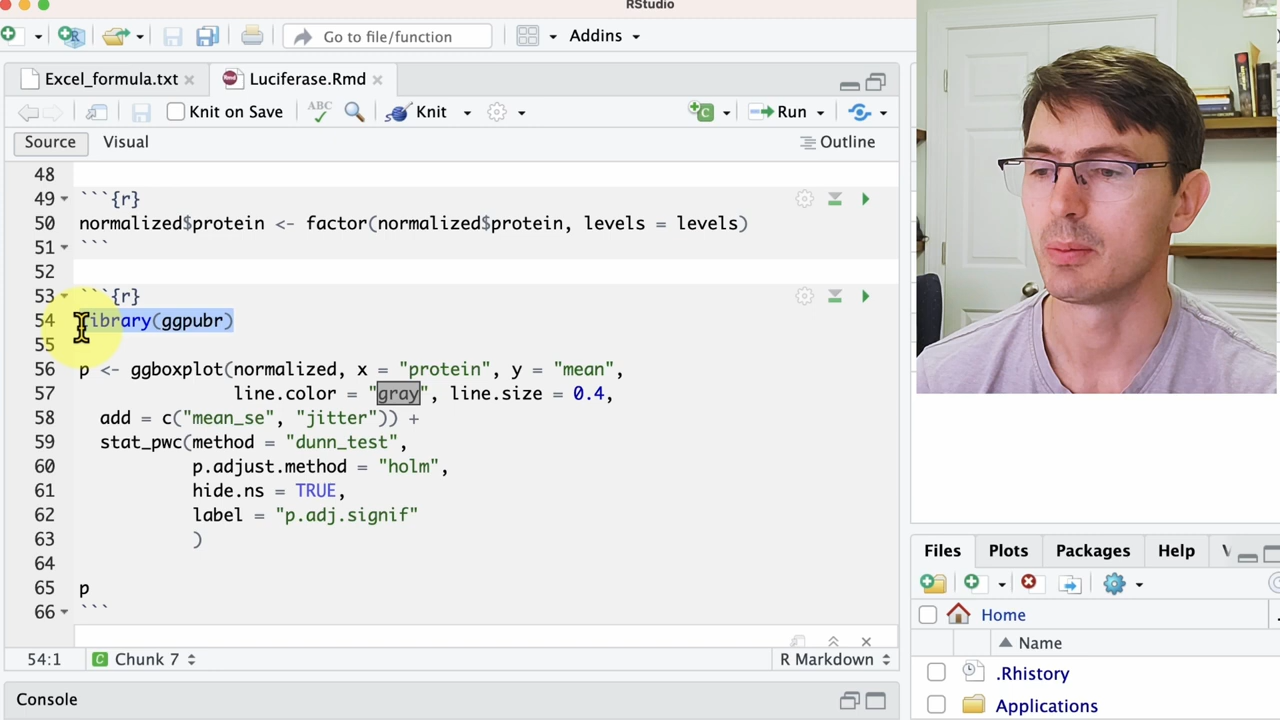 RStudio
Go to file/function
Addins
Excel_formula.txt
Luciferase.Rmd
Knit on Save
ABC
Knit
Run
Source
Visual
Outline
48
49 ```{r}
50 normalized$protein <- factor(normalized$protein, levels = levels)
51 ```
52
53 ```{r}
54 library(ggpubr)
55
56 p <- ggboxplot(normalized, x = "protein", y = "mean",
57 line.color = "gray", line.size = 0.4,
58 add = c("mean_se", "jitter")) +
59 stat_pwc(method = "dunn_test",
60 p.adjust.method = "holm",
61 hide.ns = TRUE,
62 label = "p.adj.signif"
63 )
64
65 p
66 ```
54:1
C Chunk 7
R Markdown
Console
Files
Plots
Packages
Help
Home
Name
.Rhistory
Applications